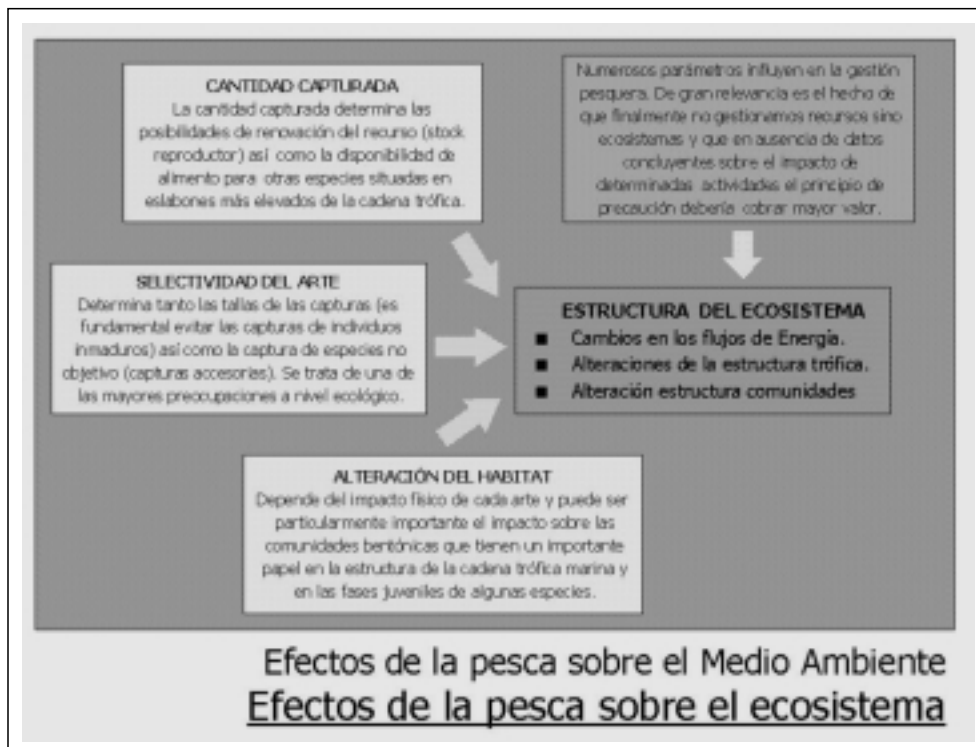 CANTIDAD CAPTURADA
La cantidad capturada determina las
posibilidades de renovación del recurso (stock
reproductor) así como la disponibilidad de
alimento para otras especies situadas en
eslabones más elevados de la cadena trófica.
Numerosos parámetros influyen en la gestión
pesquera. De gran relevancia es el hecho de
que finalmente no gestionamos recursos sino
ecosistemas y que en ausencia de datos
concluyentes sobre el impacto de
determinadas actividades el principio de
precaución debería cobrar mayor valor.
SELECTIVIDAD DEL ARTE
Determina tanto las tallas de las capturas (es
fundamental evitar las capturas de individuos
inmaduros) así como la captura de especies no
objetivo (capturas accesorias). Se trata de una de
las mayores preocupaciones a nivel ecológico.
ESTRUCTURA DEL ECOSISTEMA
■ Cambios en los flujos de Energía.
■ Alteraciones de la estructura trófica.
■ Alteración estructura comunidades
ALTERACIÓN DEL HABITAT
Depende del impacto físico de cada arte y puede ser
particularmente importante el impacto sobre las
comunidades bentónicas que tienen un importante
papel en la estructura de la cadena trófica marina y
en las fases juveniles de algunas especies.
Efectos de la pesca sobre el Medio Ambiente
Efectos de la pesca sobre el ecosistema